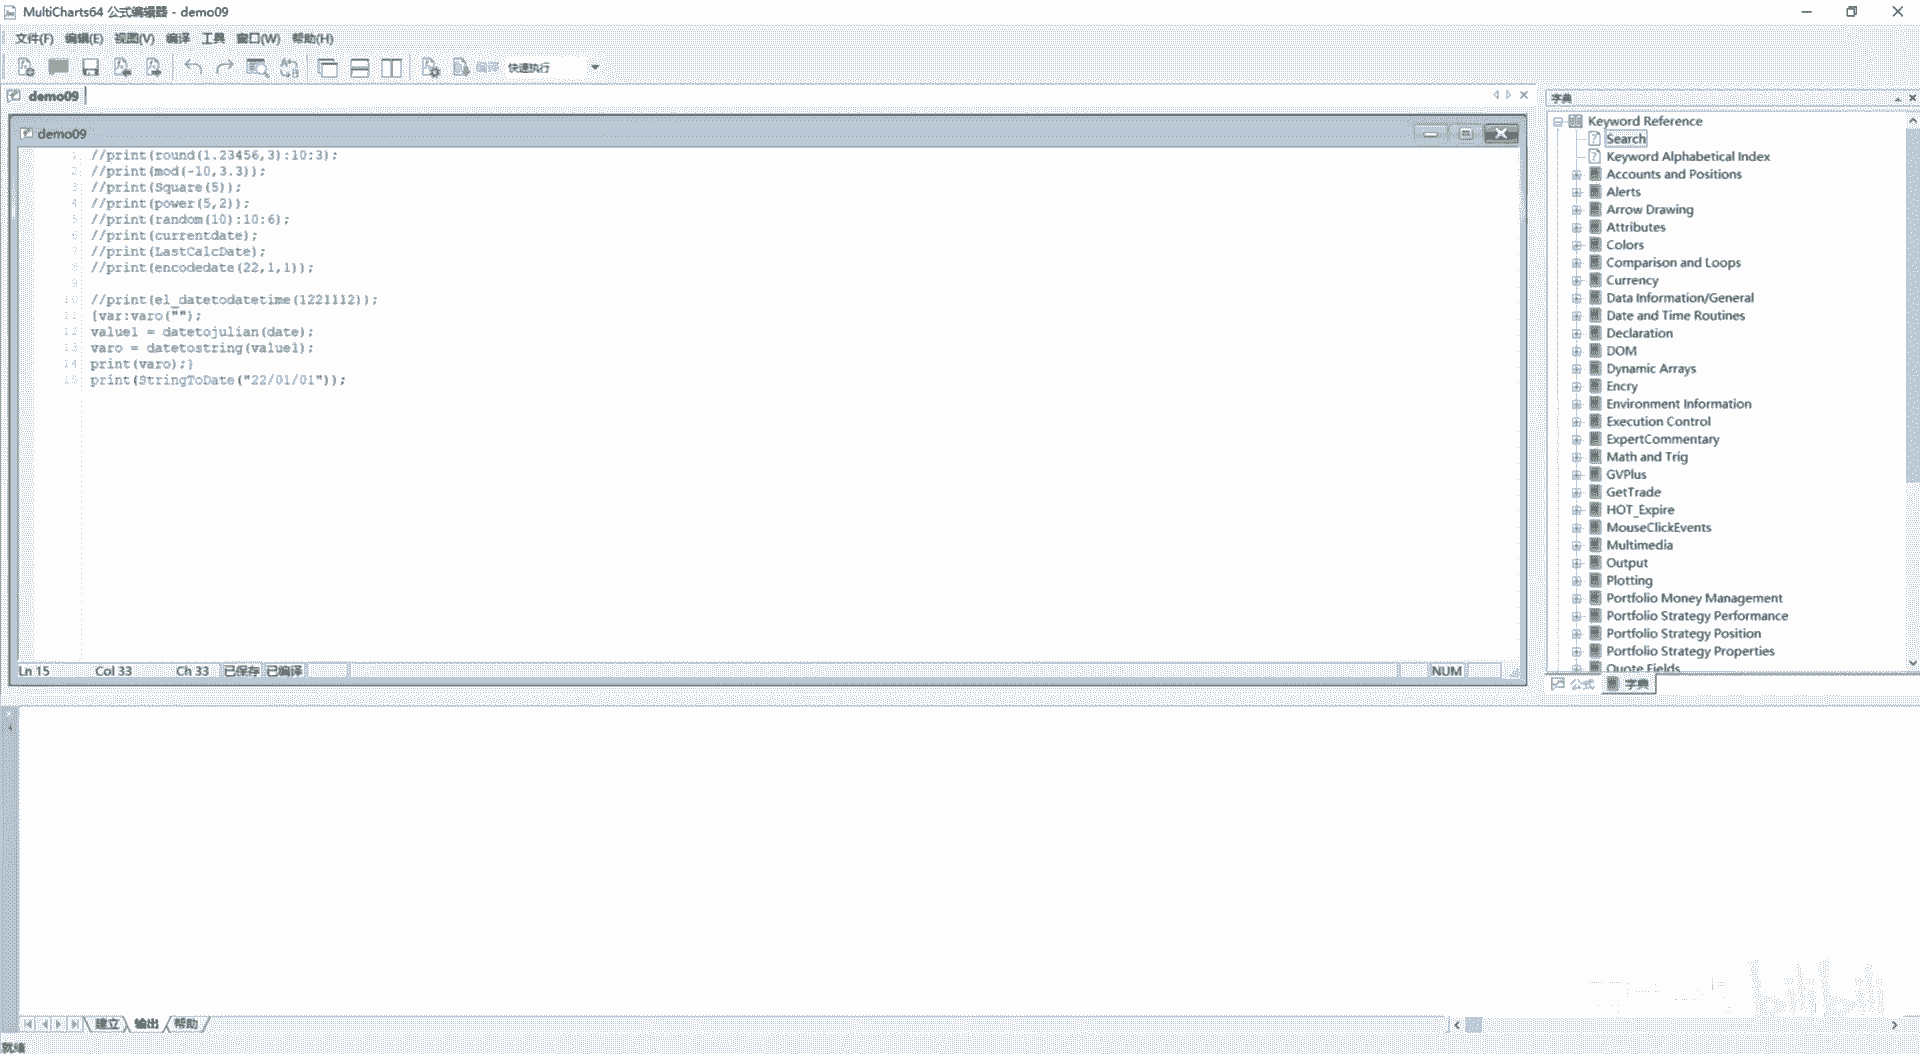 MultiCharts64 公式编辑器 - demo09
文件(F) 编辑(E) 视图(V) 编译 工具 窗口(W) 帮助(H)
编译 快速执行
demo09
demo09
1 //print(round(1.23456,3):10:3);
2 //print(mod(-10,3.3));
3 //print(Square(5));
4 //print(power(5,2));
5 //print(random(10):10:6);
6 //print(currentdate);
7 //print(LastCalcDate);
8 //print(encodedate(22,1,1));
9
10 //print(el_datetodatetime(1221112));
11 {var:varo("");
12 value1 = datetojulian(date);
13 varo = datetostring(value1);
14 print(varo);}
15 print(StringToDate("22/01/01"));
Ln 15 Col 33 Ch 33 已保存 已编译 NUM
字典
Keyword Reference
Search
Keyword Alphabetical Index
Accounts and Positions
Alerts
Arrow Drawing
Attributes
Colors
Comparison and Loops
Currency
Data Information/General
Date and Time Routines
Declaration
DOM
Dynamic Arrays
Encry
Environment Information
Execution Control
ExpertCommentary
Math and Trig
GVPlus
GetTrade
HOT_Expire
MouseClickEvents
Multimedia
Output
Plotting
Portfolio Money Management
Portfolio Strategy Performance
Portfolio Strategy Position
Portfolio Strategy Properties
Quote Fields
公式 字典
建立 输出 帮助
bilibili
就绪